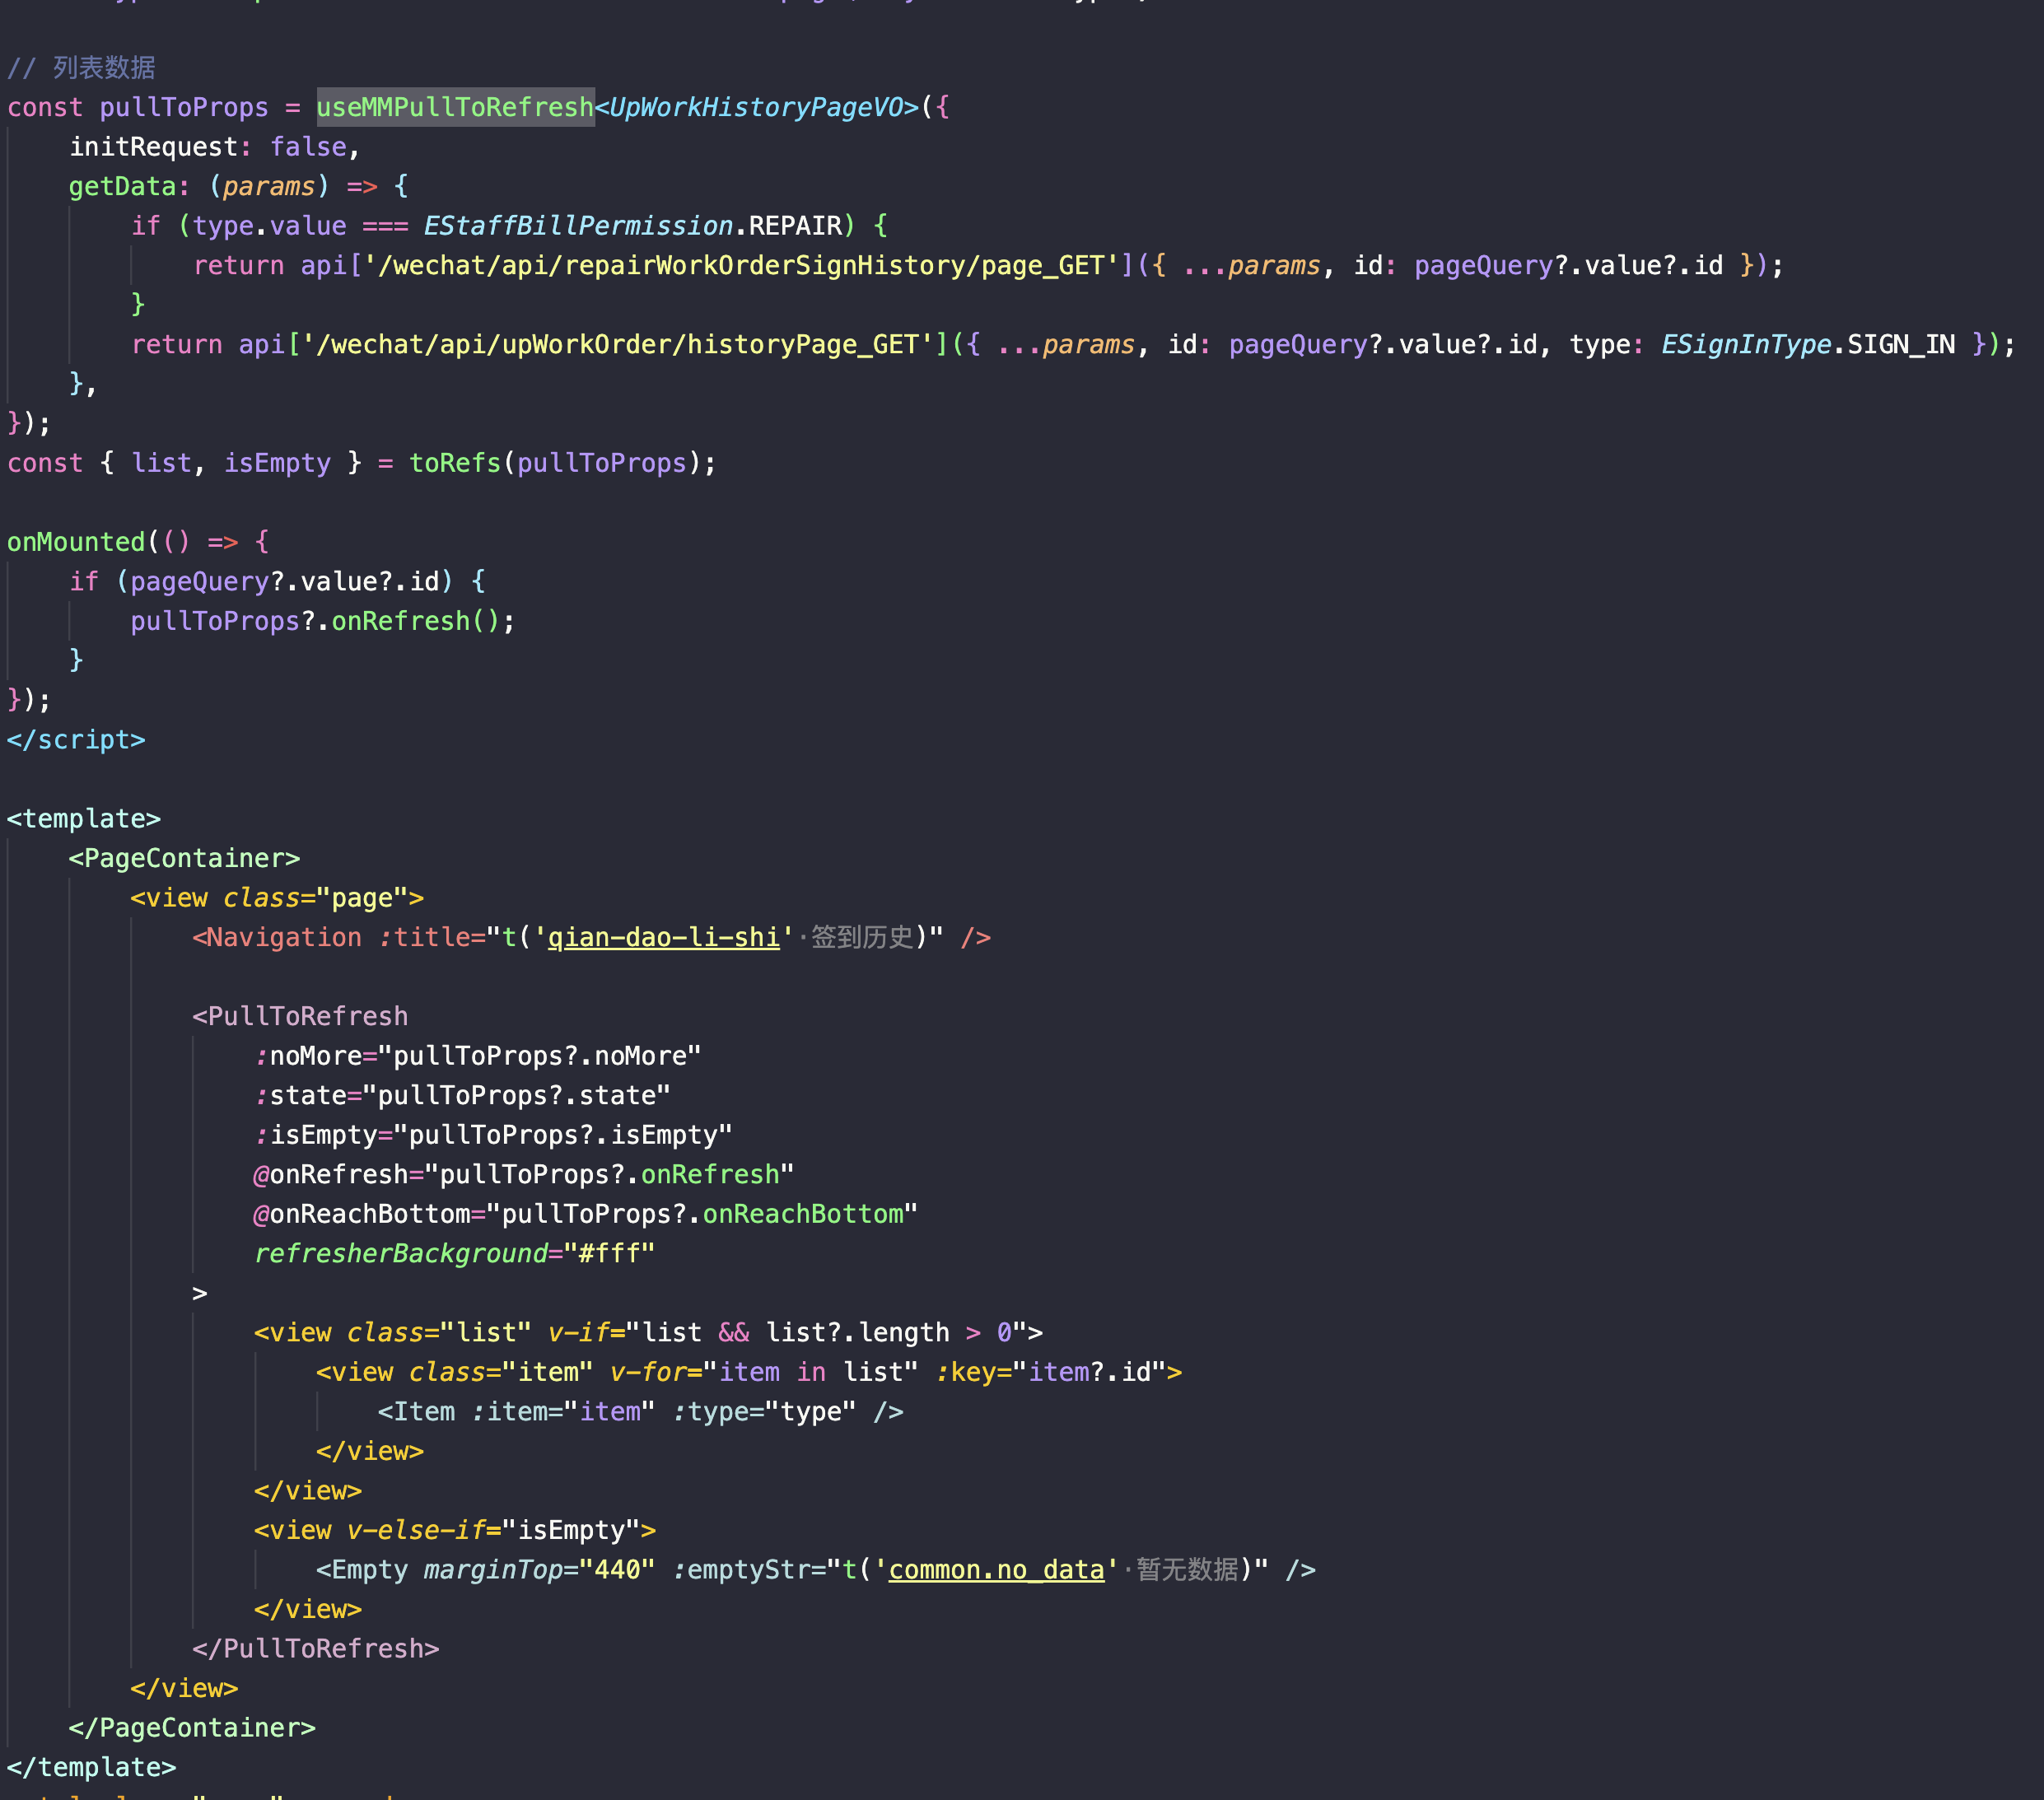 // 列表数据
const pullToProps = useMMPullToRefresh<UpWorkHistoryPageVO>({
    initRequest: false,
    getData: (params) => {
        if (type.value === EStaffBillPermission.REPAIR) {
            return api['/wechat/api/repairWorkOrderSignHistory/page_GET']({ ...params, id: pageQuery?.value?.id });
        }
        return api['/wechat/api/upWorkOrder/historyPage_GET']({ ...params, id: pageQuery?.value?.id, type: ESignInType.SIGN_IN });
    },
});
const { list, isEmpty } = toRefs(pullToProps);
onMounted(() => {
    if (pageQuery?.value?.id) {
        pullToProps?.onRefresh();
    }
});
</script>
<template>
    <PageContainer>
        <view class="page">
            <Navigation :title="t('qian-dao-li-shi'·签到历史)" />
            <PullToRefresh
                :noMore="pullToProps?.noMore"
                :state="pullToProps?.state"
                :isEmpty="pullToProps?.isEmpty"
                @onRefresh="pullToProps?.onRefresh"
                @onReachBottom="pullToProps?.onReachBottom"
                refresherBackground="#fff"
            >
                <view class="list" v-if="list && list?.length > 0">
                    <view class="item" v-for="item in list" :key="item?.id">
                        <Item :item="item" :type="type" />
                    </view>
                </view>
                <view v-else-if="isEmpty">
                    <Empty marginTop="440" :emptyStr="t('common.no_data'·暂无数据)" />
                </view>
            </PullToRefresh>
        </view>
    </PageContainer>
</template>